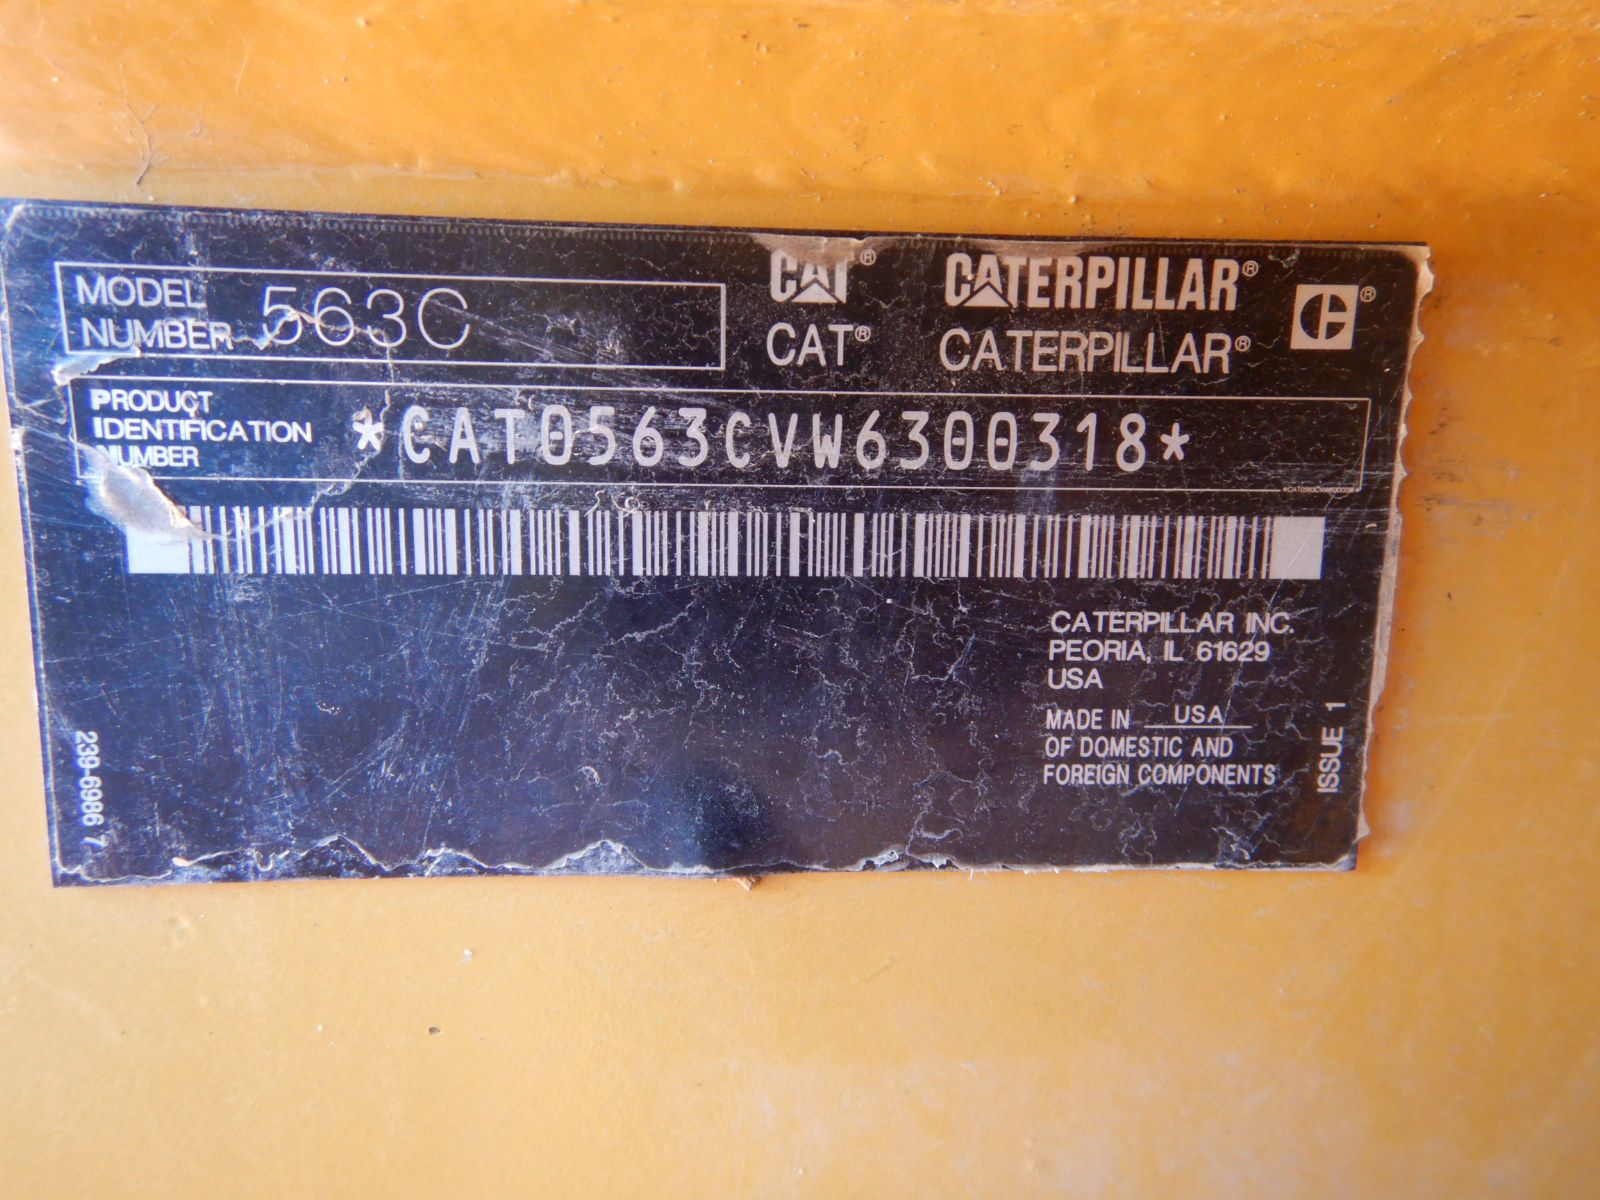 MODEL
NUMBER 563C
CAT® CATERPILLAR®
CAT® CATERPILLAR®
PRODUCT
IDENTIFICATION
NUMBER
*CAT0563CVW6300318*
CATERPILLAR INC.
PEORIA, IL 61629
USA
MADE IN USA
OF DOMESTIC AND
FOREIGN COMPONENTS
ISSUE 1
239-6986 7